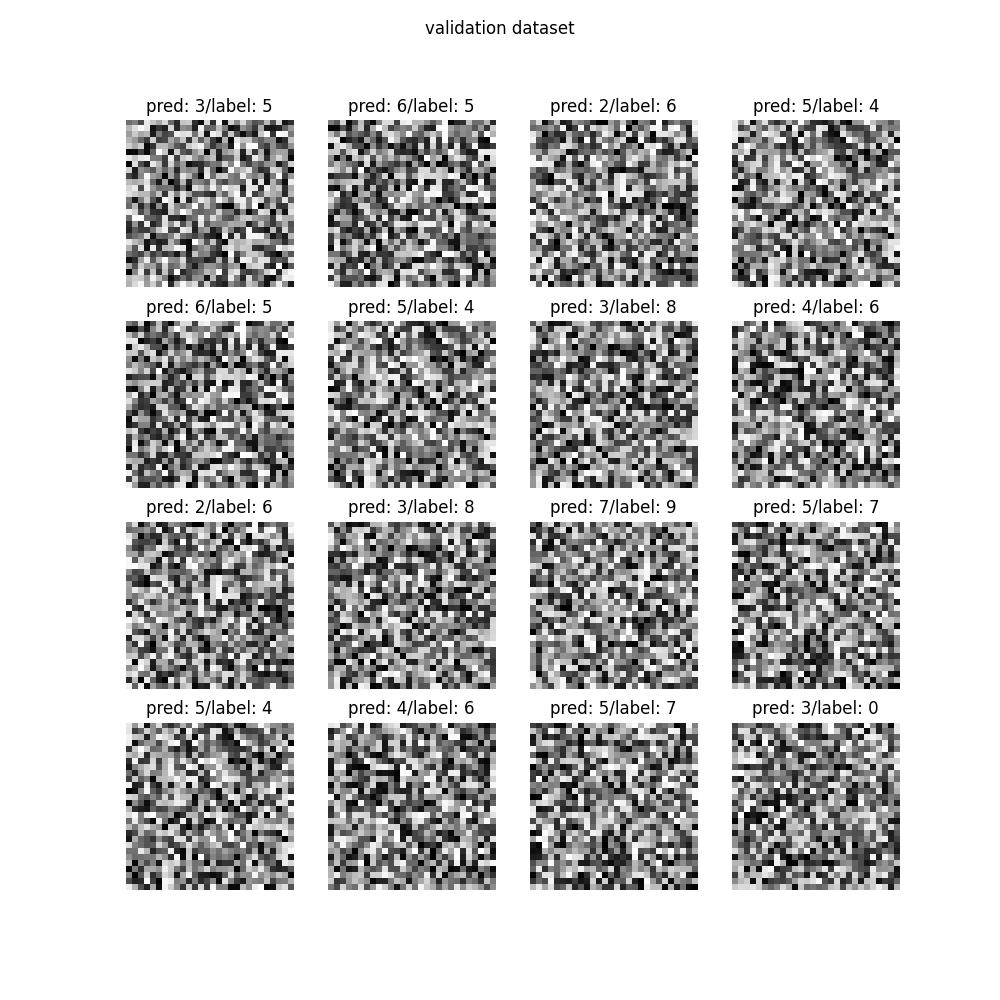 validation dataset
pred: 3/label: 5
pred: 6/label: 5
pred: 2/label: 6
pred: 5/label: 4
pred: 6/label: 5
pred: 5/label: 4
pred: 3/label: 8
pred: 4/label: 6
pred: 2/label: 6
pred: 3/label: 8
pred: 7/label: 9
pred: 5/label: 7
pred: 5/label: 4
pred: 4/label: 6
pred: 5/label: 7
pred: 3/label: 0